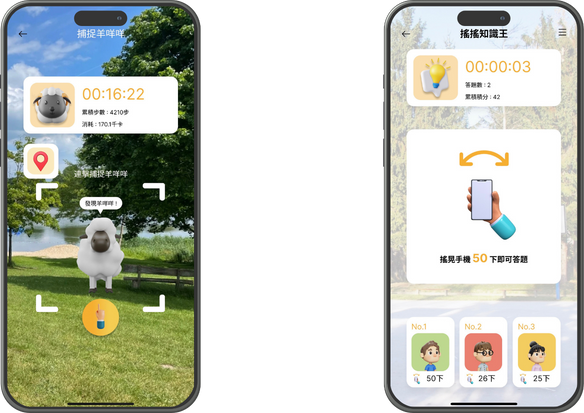 捕捉羊咩咩
00:16:22
累積步數：4210步
消耗：170.1千卡
連擊捕捉羊咩咩
發現羊咩咩！
搖搖知識王
00:00:03
答題數：2
累積積分：42
搖晃手機 50 下即可答題
No.1
No.2
No.3
50下
26下
25下